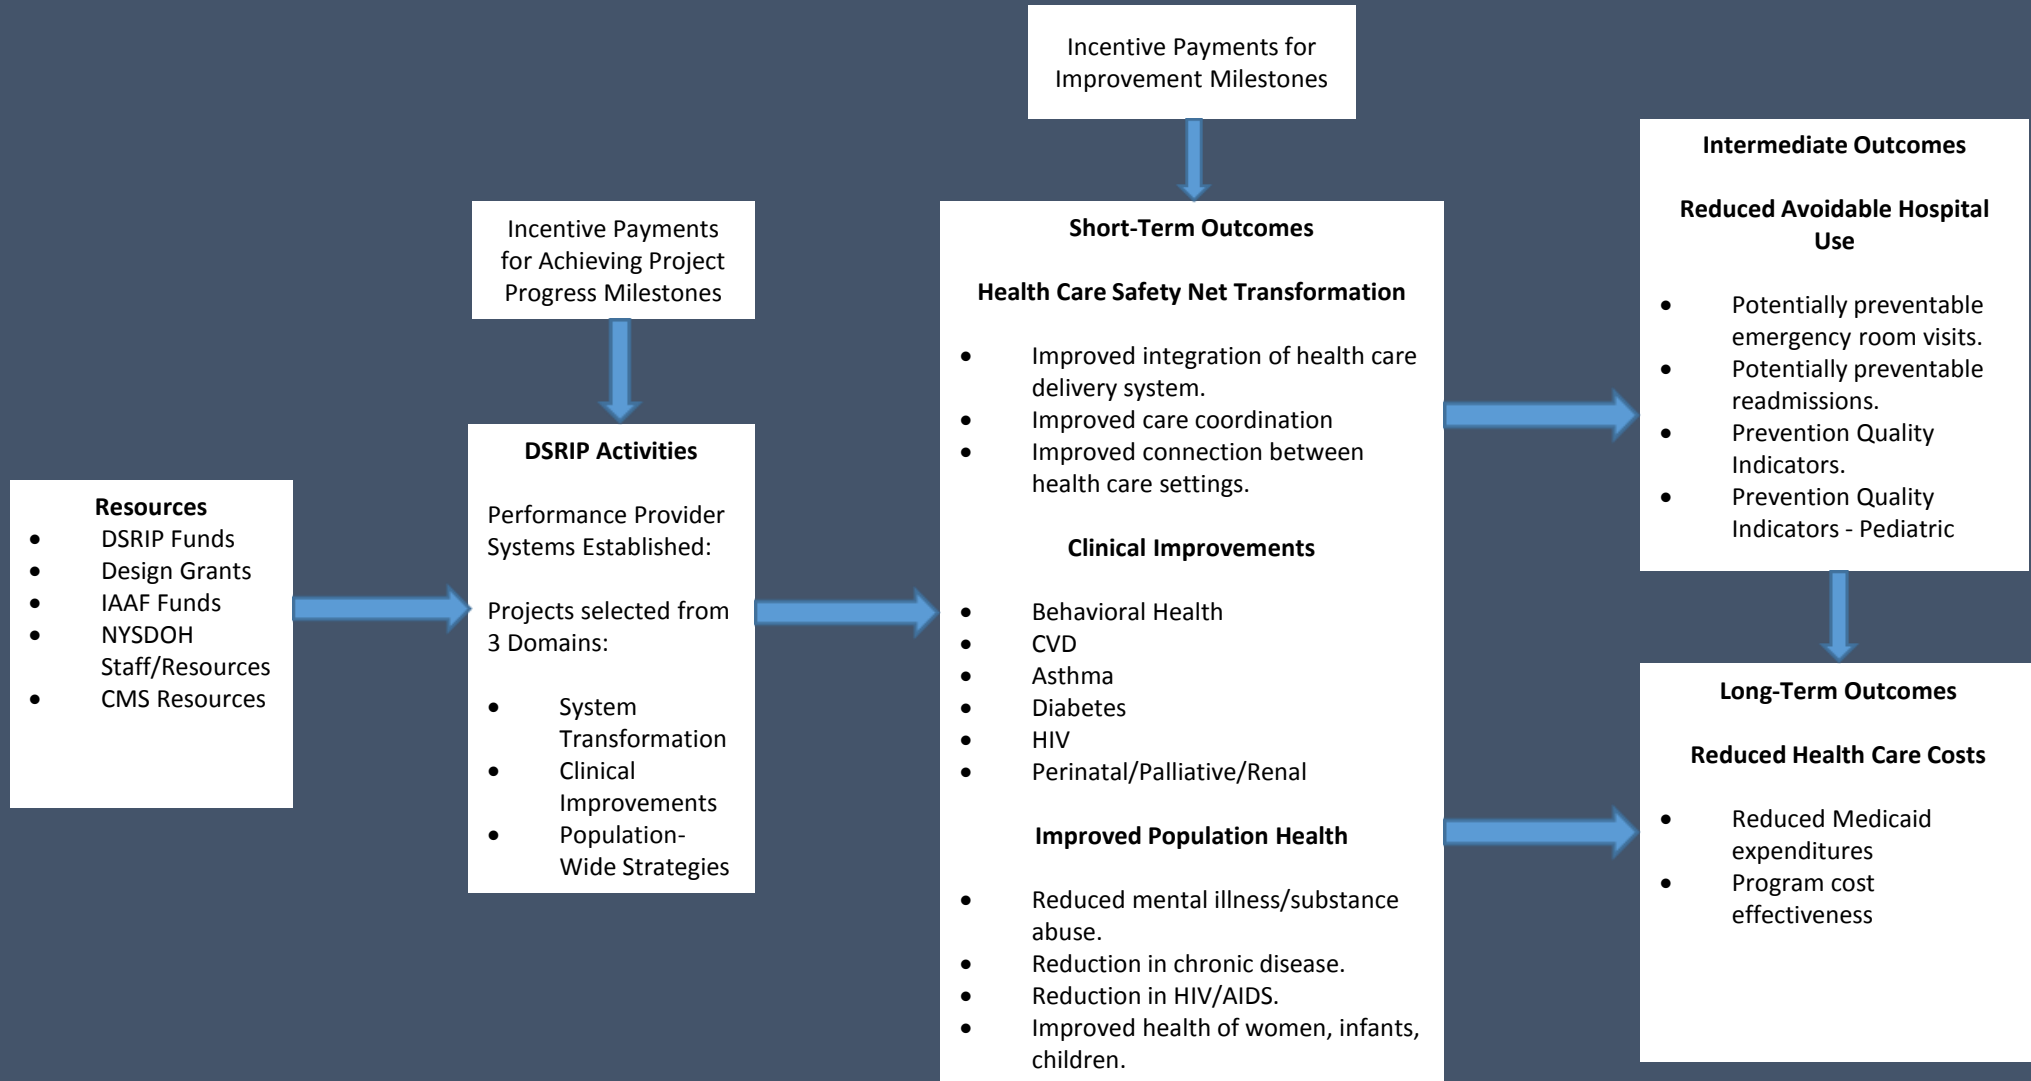 Incentive Payments for
Improvement Milestones
Incentive Payments
for Achieving Project
Progress Milestones
Resources
• DSRIP Funds
• Design Grants
• IAAF Funds
• NYSDOH
Staff/Resources
• CMS Resources
DSRIP Activities
Performance Provider
Systems Established:
Projects selected from
3 Domains:
• System
Transformation
• Clinical
Improvements
• Population-
Wide Strategies
Short-Term Outcomes
Health Care Safety Net Transformation
• Improved integration of health care
delivery system.
• Improved care coordination
• Improved connection between
health care settings.
Clinical Improvements
• Behavioral Health
• CVD
• Asthma
• Diabetes
• HIV
• Perinatal/Palliative/Renal
Improved Population Health
• Reduced mental illness/substance
abuse.
• Reduction in chronic disease.
• Reduction in HIV/AIDS.
• Improved health of women, infants,
children.
Intermediate Outcomes
Reduced Avoidable Hospital
Use
• Potentially preventable
emergency room visits.
• Potentially preventable
readmissions.
• Prevention Quality
Indicators.
• Prevention Quality
Indicators - Pediatric
Long-Term Outcomes
Reduced Health Care Costs
• Reduced Medicaid
expenditures
• Program cost
effectiveness